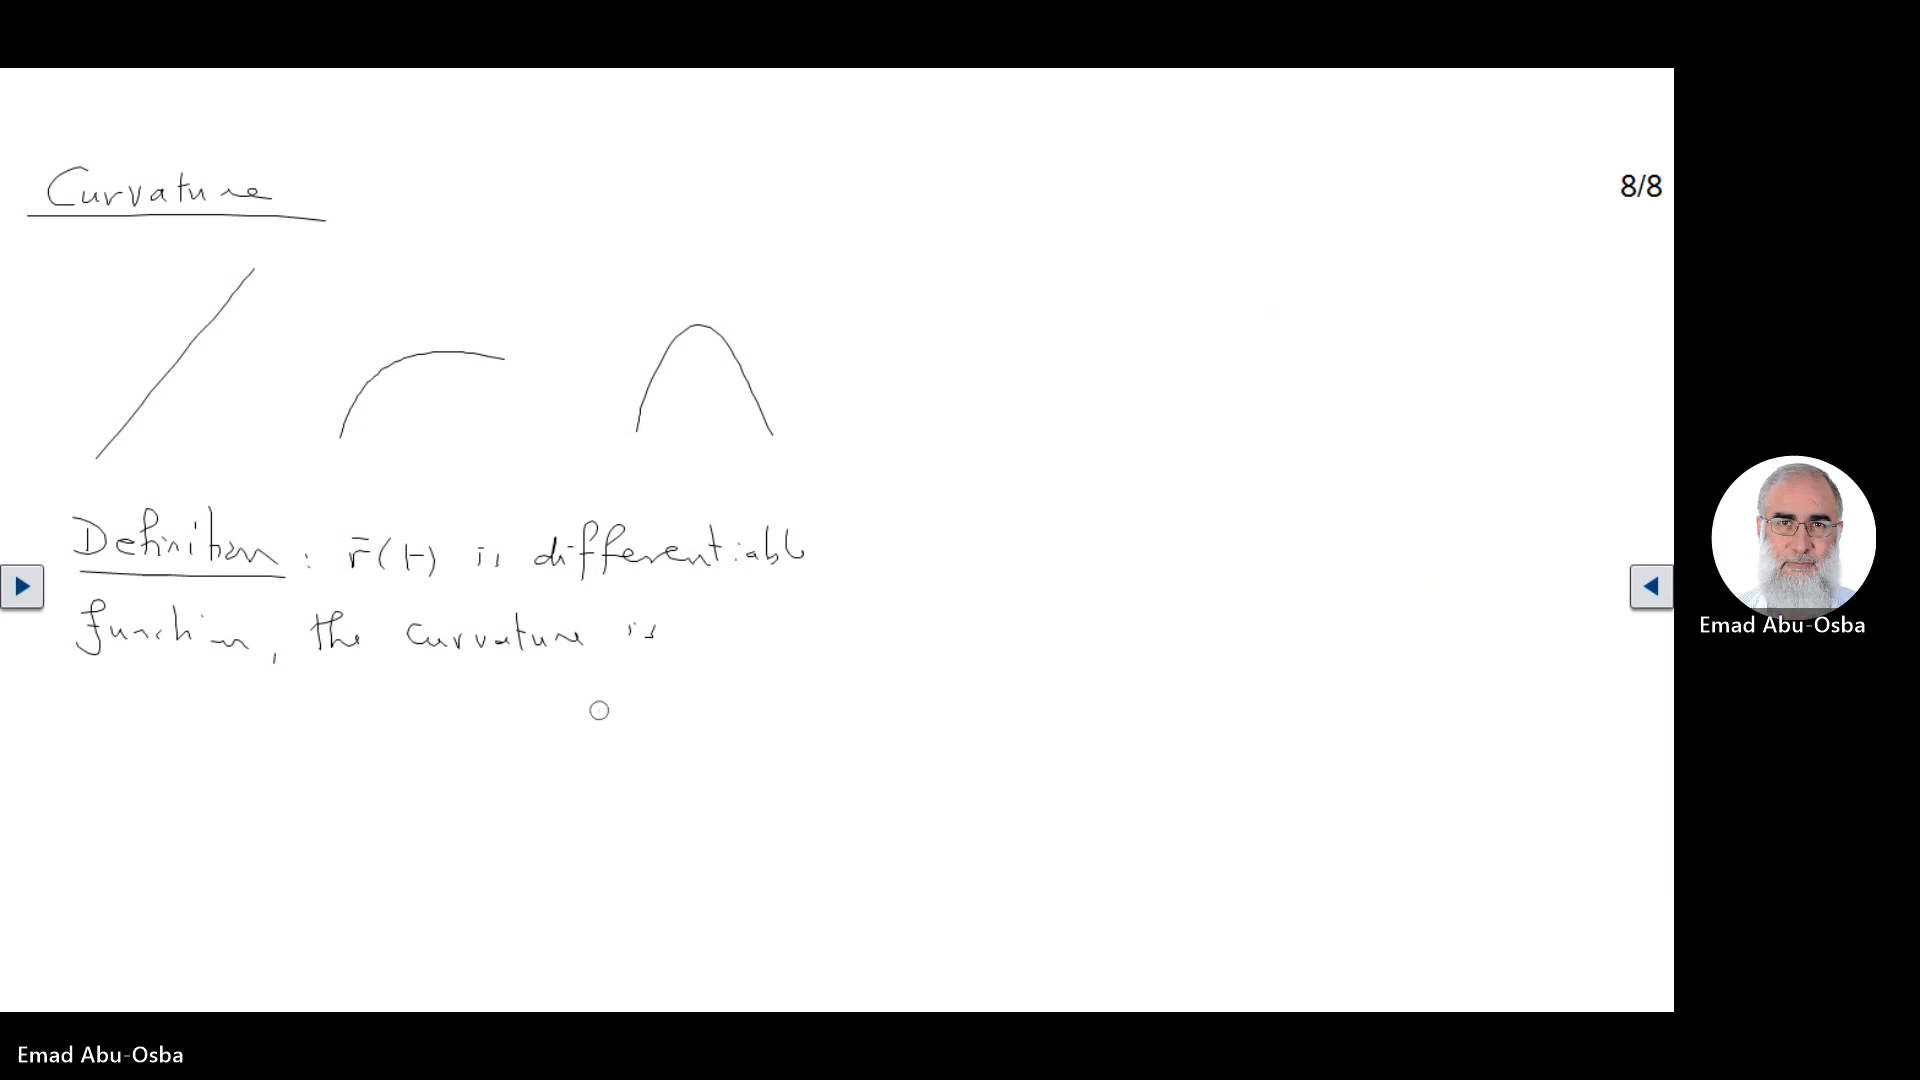 Curvature
8/8
Definition : r̄(t) is differentiable
function, the curvature is
Emad Abu-Osba
Emad Abu-Osba